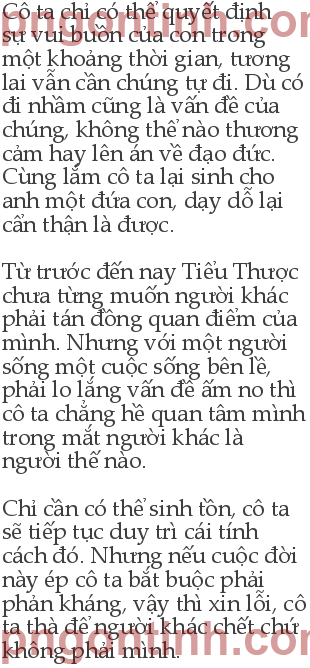 Cô ta chỉ có thể quyết định
sự vui buồn của con trong
một khoảng thời gian, tương
lai vẫn cần chúng tự đi. Dù có
đi nhầm cũng là vấn đề của
chúng, không thể nào thương
cảm hay lên án về đạo đức.
Cùng lắm cô ta lại sinh cho
anh một đứa con, dạy dỗ lại
cẩn thận là được.
Từ trước đến nay Tiểu Thược
chưa từng muốn người khác
phải tán đồng quan điểm của
mình. Nhưng với một người
sống một cuộc sống bên lề,
phải lo lắng vấn đề ấm no thì
cô ta chẳng hề quan tâm mình
trong mắt người khác là
người thế nào.
Chỉ cần có thể sinh tồn, cô ta
sẽ tiếp tục duy trì cái tính
cách đó. Nhưng nếu cuộc đời
này ép cô ta bắt buộc phải
phản kháng, vậy thì xin lỗi, cô
ta thà để người khác chết chứ
không phải mình.
pngominh.com
pngominh.com